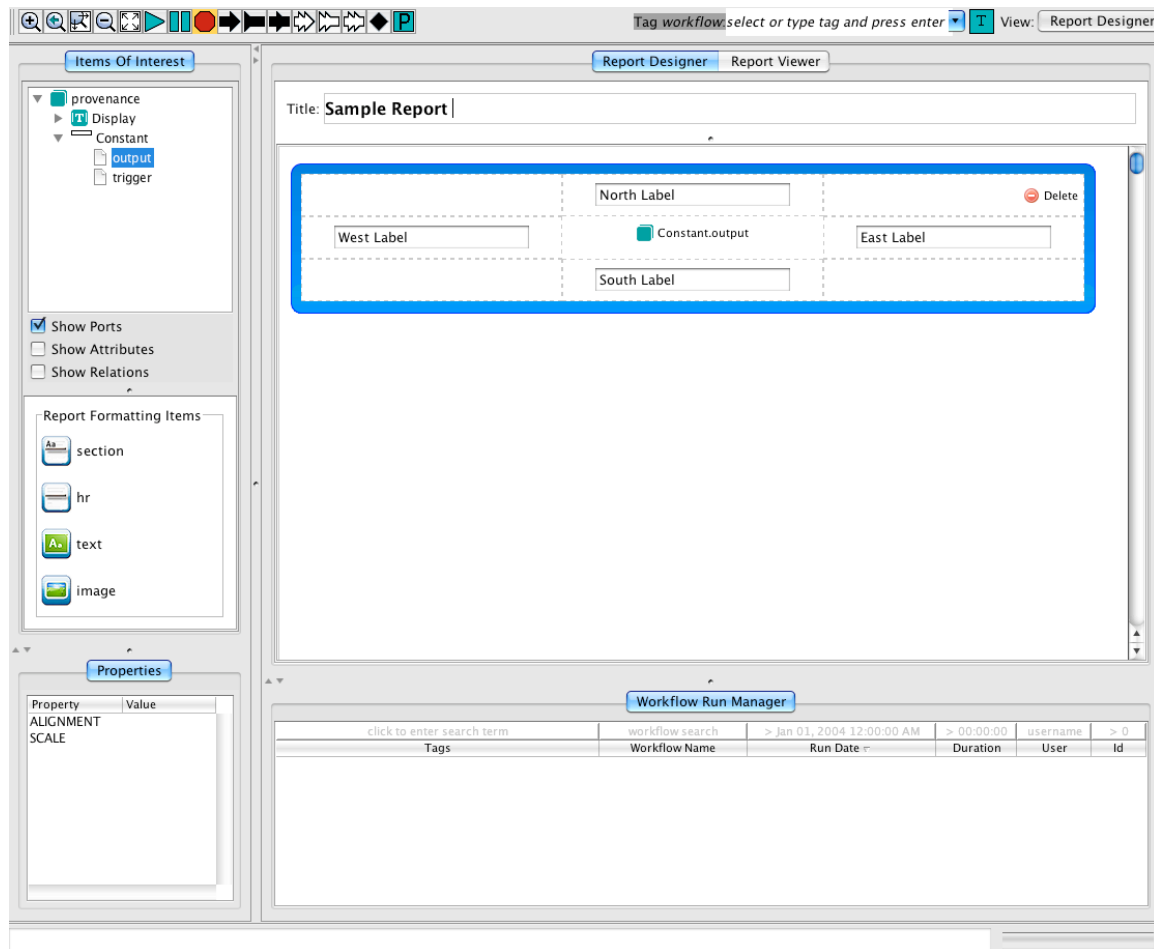 P Tag workflow: select or type tag and press enter T View: Report Designer
Items Of Interest
provenance
T Display
Constant
output
trigger
Show Ports
Show Attributes
Show Relations
Report Formatting Items
Aa section
hr
Aa text
image
Properties
Property Value
ALIGNMENT
SCALE
Report Designer Report Viewer
Title: Sample Report
North Label Delete
West Label Constant.output East Label
South Label
Workflow Run Manager
click to enter search term workflow search > Jan 01, 2004 12:00:00 AM > 00:00:00 username > 0
Tags Workflow Name Run Date Duration User Id